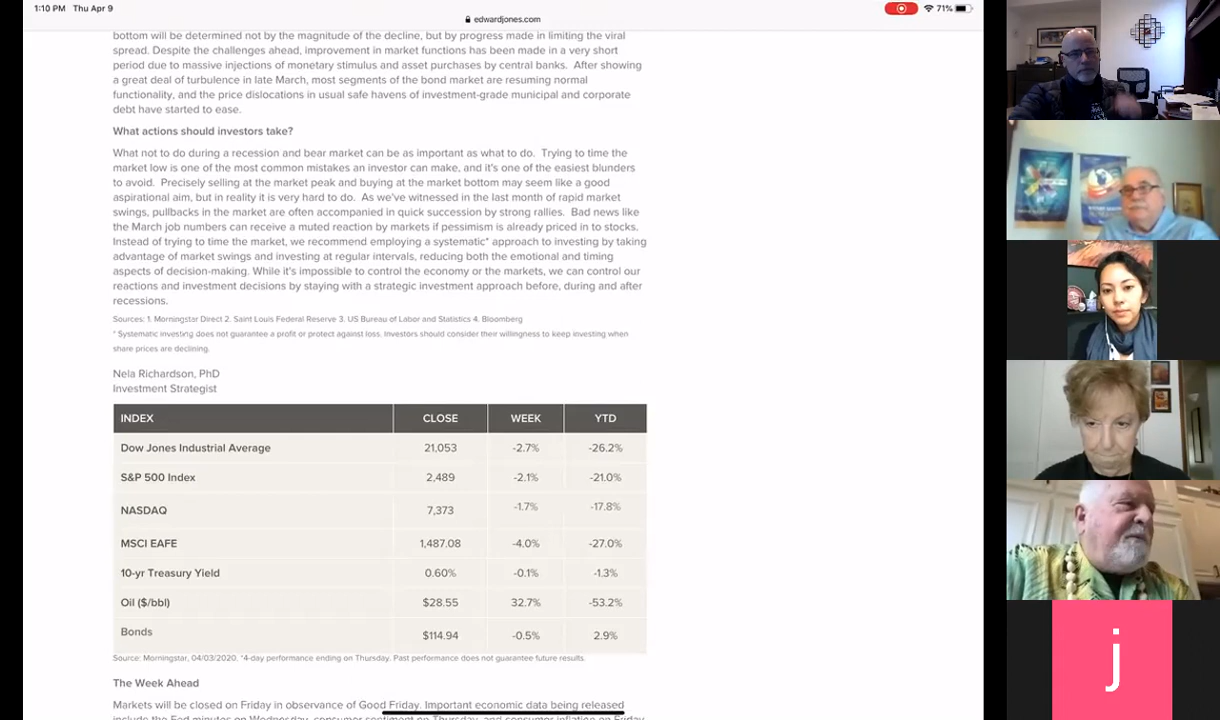 1:10 PM Thu Apr 9
71%
edwardjones.com
bottom will be determined not by the magnitude of the decline, but by progress made in limiting the viral
spread. Despite the challenges ahead, improvement in market functions has been made in a very short
period due to massive injections of monetary stimulus and asset purchases by central banks. After showing
a great deal of turbulence in late March, most segments of the bond market are resuming normal
functionality, and the price dislocations in usual safe havens of investment-grade municipal and corporate
debt have started to ease.
What actions should investors take?
What not to do during a recession and bear market can be as important as what to do. Trying to time the
market low is one of the most common mistakes an investor can make, and it's one of the easiest blunders
to avoid. Precisely selling at the market peak and buying at the market bottom may seem like a good
aspirational aim, but in reality it is very hard to do. As we've witnessed in the last month of rapid market
swings, pullbacks in the market are often accompanied in quick succession by strong rallies. Bad news like
the March job numbers can receive a muted reaction by markets if pessimism is already priced in to stocks.
Instead of trying to time the market, we recommend employing a systematic* approach to investing by taking
advantage of market swings and investing at regular intervals, reducing both the emotional and timing
aspects of decision-making. While it's impossible to control the economy or the markets, we can control our
reactions and investment decisions by staying with a strategic investment approach before, during and after
recessions.
Sources: 1. Morningstar Direct 2. Saint Louis Federal Reserve 3. US Bureau of Labor and Statistics 4. Bloomberg
* Systematic investing does not guarantee a profit or protect against loss. Investors should consider their willingness to keep investing when
share prices are declining.
Nela Richardson, PhD
Investment Strategist
INDEX CLOSE WEEK YTD
Dow Jones Industrial Average 21,053 -2.7% -26.2%
S&P 500 Index 2,489 -2.1% -21.0%
NASDAQ 7,373 -1.7% -17.8%
MSCI EAFE 1,487.08 -4.0% -27.0%
10-yr Treasury Yield 0.60% -0.1% -1.3%
Oil ($/bbl) $28.55 32.7% -53.2%
Bonds $114.94 -0.5% 2.9%
Source: Morningstar, 04/03/2020. *4-day performance ending on Thursday. Past performance does not guarantee future results.
The Week Ahead
Markets will be closed on Friday in observance of Good Friday. Important economic data being released
include the Fed minutes on Wednesday, consumer sentiment on Thursday, and consumer inflation on Friday
j